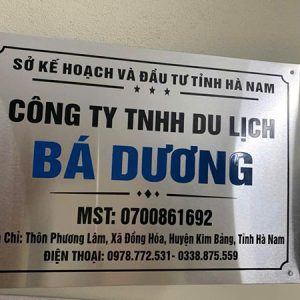 SỞ KẾ HOẠCH VÀ ĐẦU TƯ TỈNH HÀ NAM
CÔNG TY TNHH DU LỊCH
BÁ DƯƠNG
MST: 0700861692
Chỉ: Thôn Phương Lâm, Xã Đồng Hóa, Huyện Kim Bảng, Tỉnh Hà Nam
ĐIỆN THOẠI: 0978.772.531- 0338.875.559